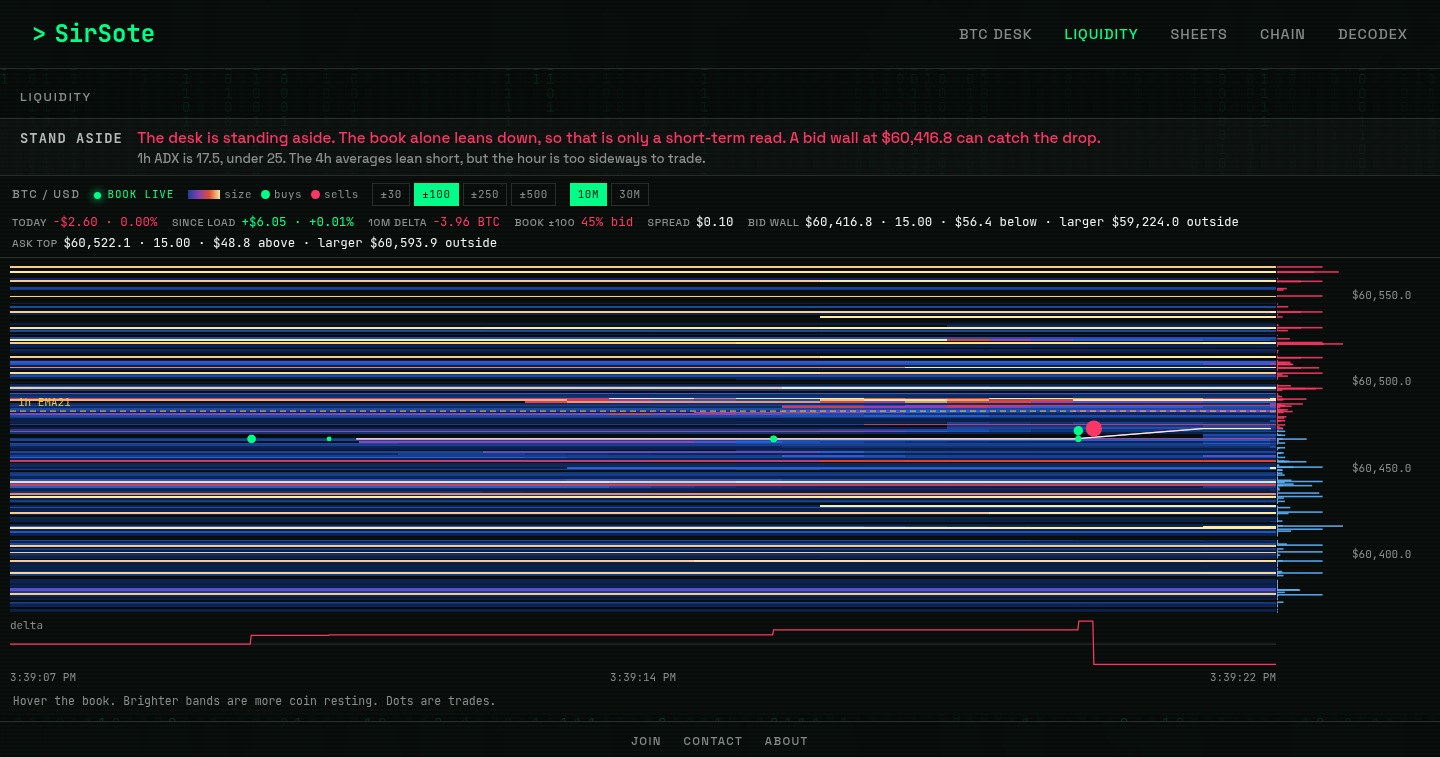 > SirSote
BTC DESK LIQUIDITY SHEETS CHAIN DECODEX
LIQUIDITY
STAND ASIDE The desk is standing aside. The book alone leans down, so that is only a short-term read. A bid wall at $60,416.8 can catch the drop.
1h ADX is 17.5, under 25. The 4h averages lean short, but the hour is too sideways to trade.
BTC / USD BOOK LIVE size buys sells ±30 ±100 ±250 ±500 10M 30M
TODAY -$2.60 · 0.00% SINCE LOAD +$6.05 · +0.01% 10M DELTA -3.96 BTC BOOK ±100 45% bid SPREAD $0.10 BID WALL $60,416.8 · 15.00 · $56.4 below · larger $59,224.0 outside
ASK TOP $60,522.1 · 15.00 · $48.8 above · larger $60,593.9 outside
$60,550.0
$60,500.0
1H EMA21
$60,450.0
$60,400.0
delta
3:39:07 PM 3:39:14 PM 3:39:22 PM
Hover the book. Brighter bands are more coin resting. Dots are trades.
JOIN CONTACT ABOUT